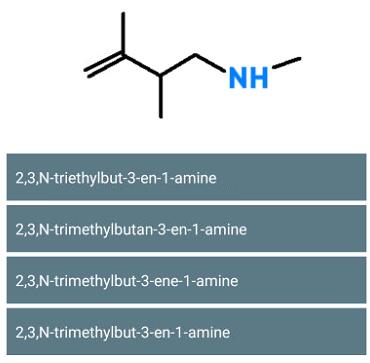 NH
2,3,N-triethylbut-3-en-1-amine
2,3,N-trimethylbutan-3-en-1-amine
2,3,N-trimethylbut-3-ene-1-amine
2,3,N-trimethylbut-3-en-1-amine